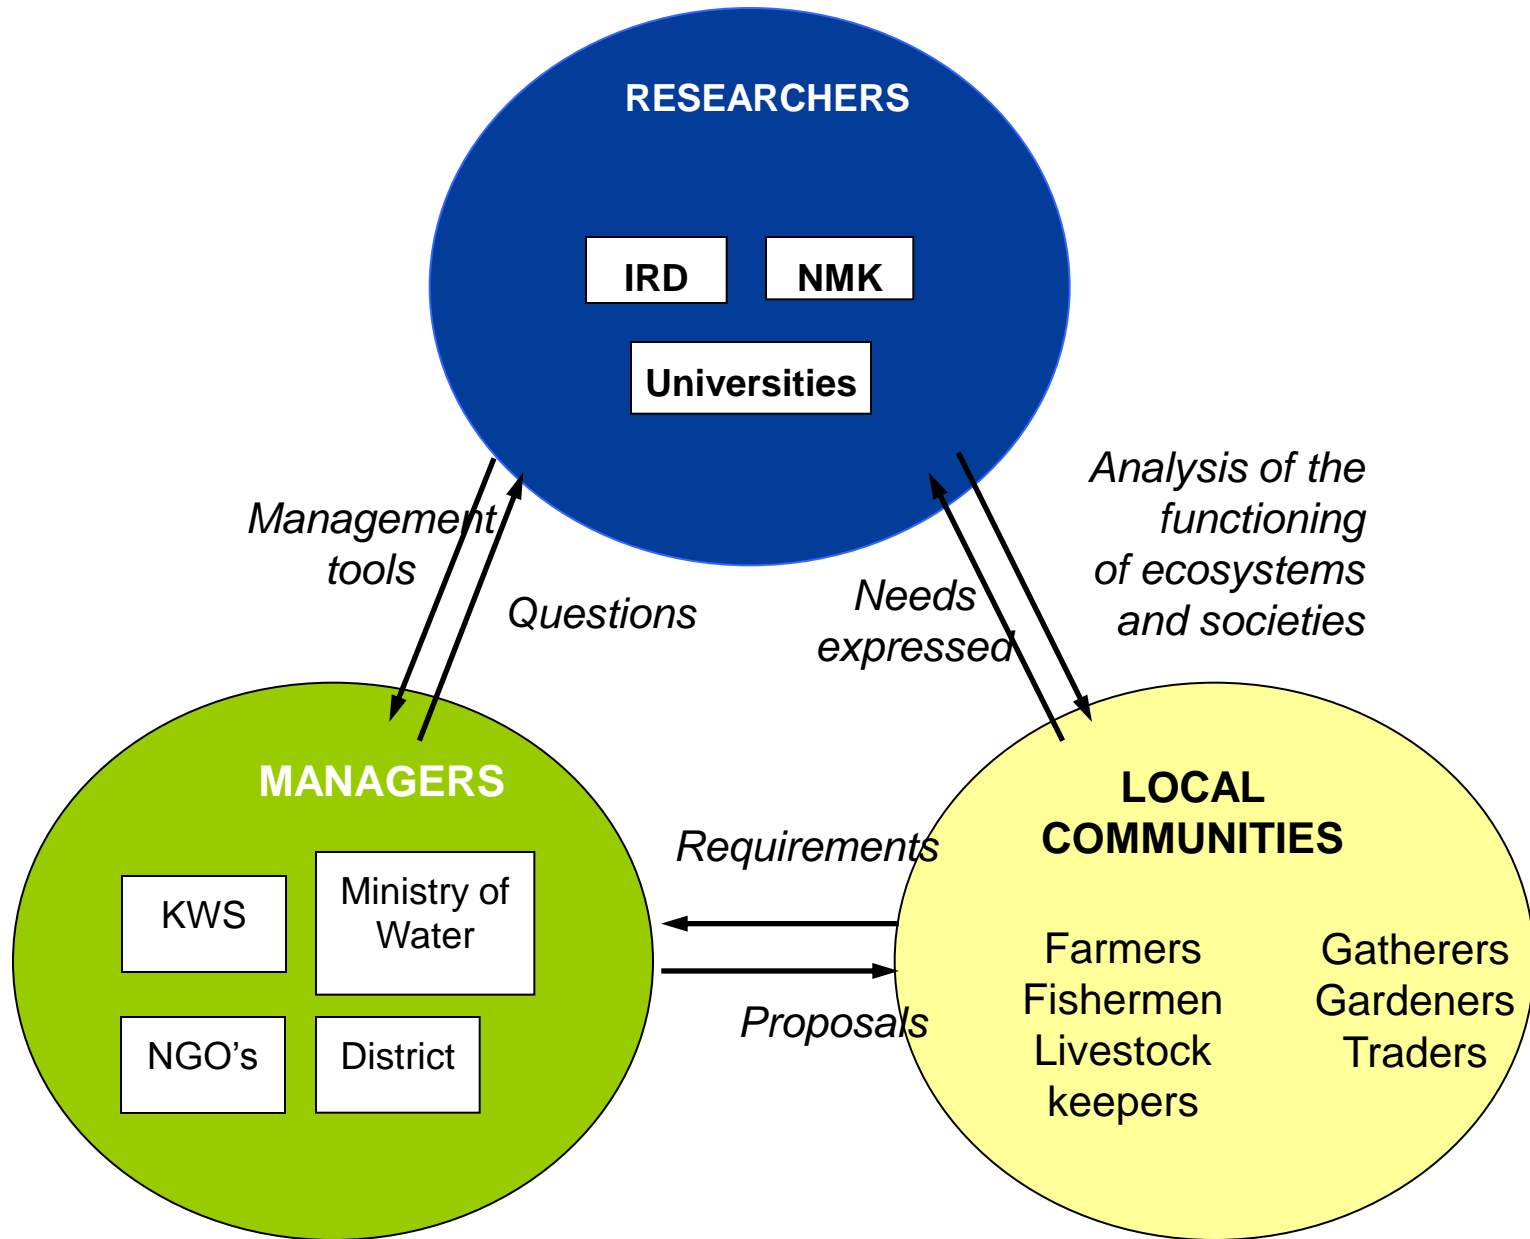 RESEARCHERS
IRD
NMK
Universities
Management
tools
Questions
Needs
expressed
Analysis of the
functioning
of ecosystems
and societies
MANAGERS
KWS
Ministry of
Water
NGO’s
District
Requirements
Proposals
LOCAL
COMMUNITIES
Farmers
Fishermen
Livestock
keepers
Gatherers
Gardeners
Traders